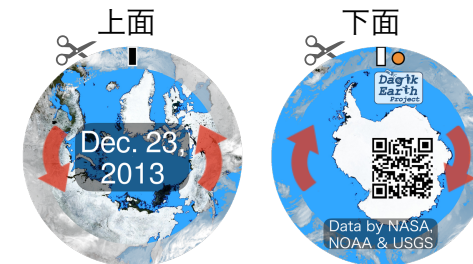 上面
下面
Dec. 23,
2013
Dagik
Earth
Project
Data by NASA,
NOAA & USGS